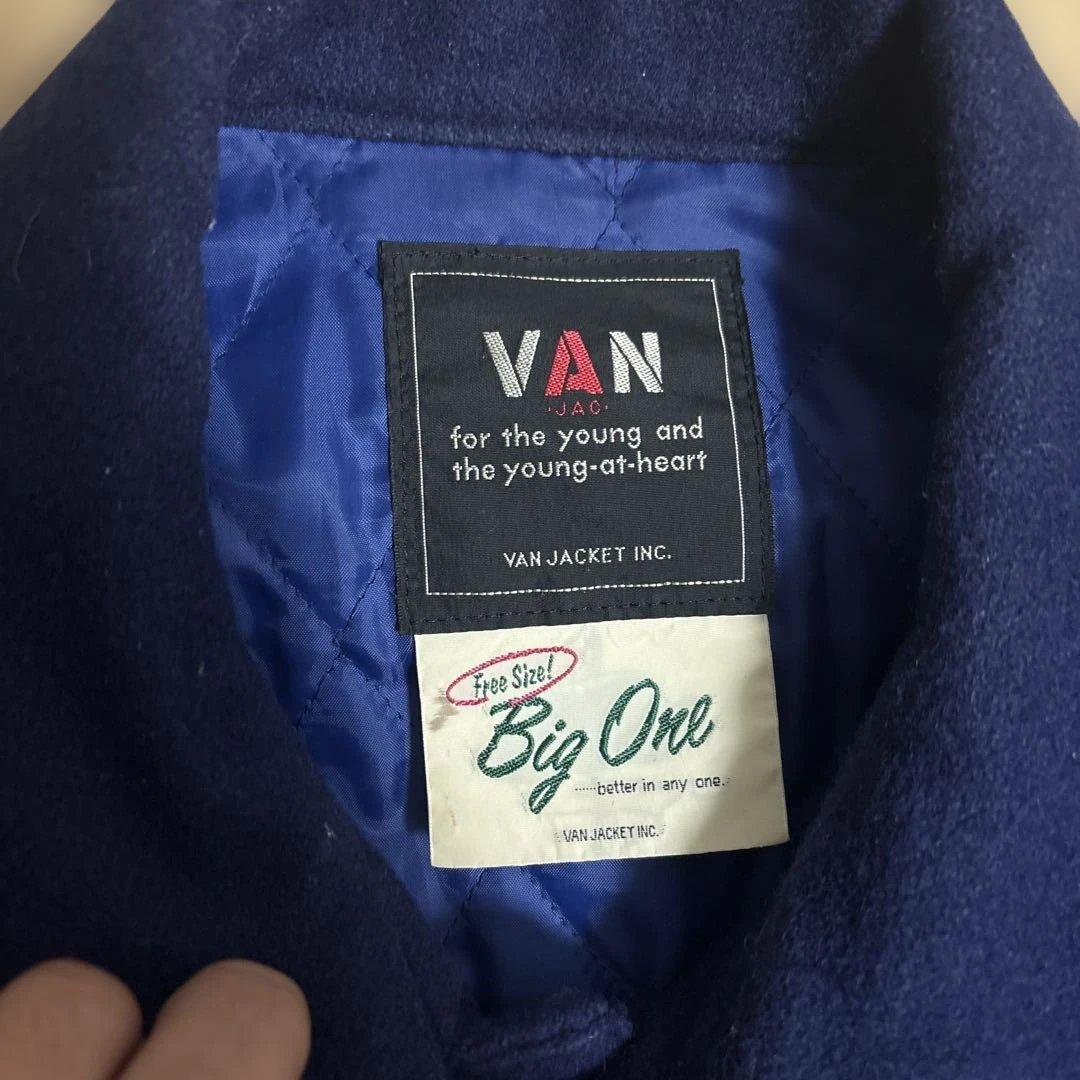 VAN
·JAC·
for the young and
the young-at-heart
VAN JACKET INC.
Free Size!
Big One
······better in any one.
VAN JACKET INC.